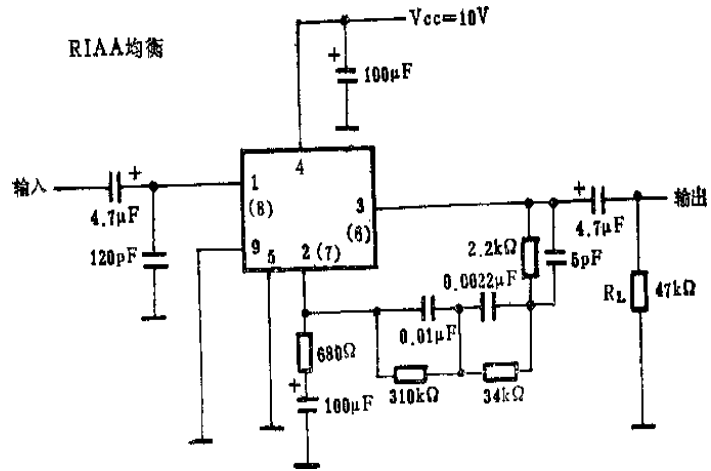 Vcc=10V
RIAA均衡
+
100μF
4
输入
+
4.7μF
1
(8)
3
(6)
+
4.7μF
输出
120pF
9
5
2(7)
2.2kΩ
5pF
0.0022μF
RL
47kΩ
0.01μF
680Ω
+
100μF
310kΩ
34kΩ